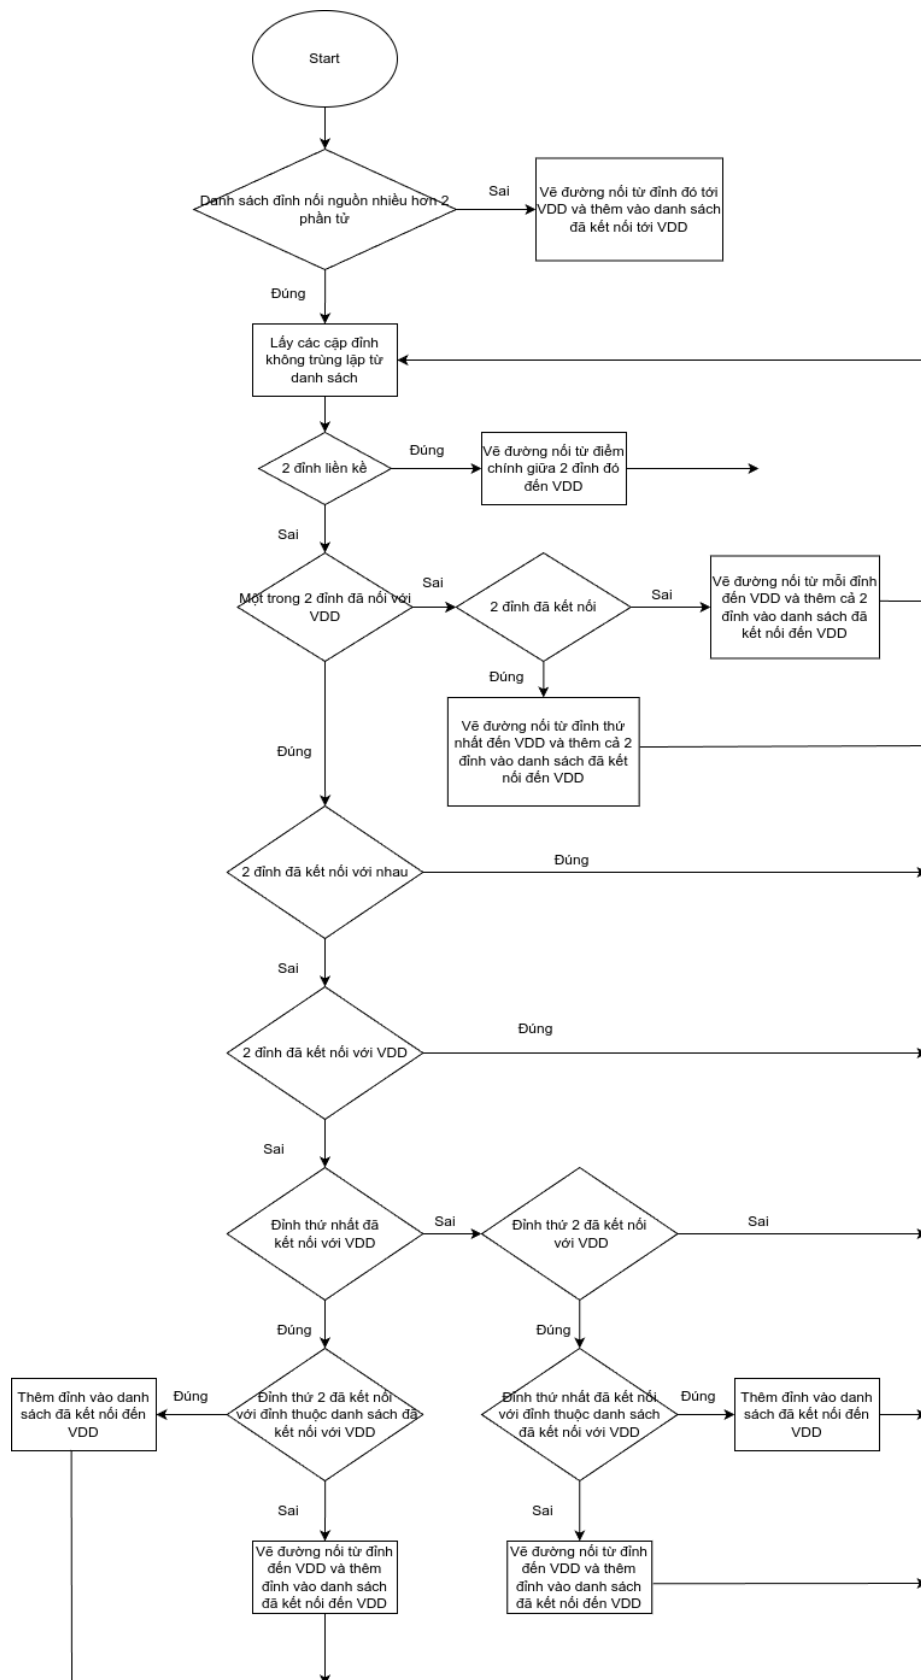 Start
Danh sách đỉnh nối nguồn nhiều hơn 2
phần tử
Sai
Vẽ đường nối từ đỉnh đó tới
VDD và thêm vào danh sách
đã kết nối tới VDD
Đúng
Lấy các cặp đỉnh
không trùng lặp từ
danh sách
2 đỉnh liền kề
Đúng
Vẽ đường nối từ điểm
chính giữa 2 đỉnh đó
đến VDD
Sai
Một trong 2 đỉnh đã nối với
VDD
Sai
2 đỉnh đã kết nối
Sai
Vẽ đường nối từ mỗi đỉnh
đến VDD và thêm cả 2
đỉnh vào danh sách đã
kết nối đến VDD
Đúng
Vẽ đường nối từ đỉnh thứ
nhất đến VDD và thêm cả 2
đỉnh vào danh sách đã kết
nối đến VDD
Đúng
2 đỉnh đã kết nối với nhau
Đúng
Sai
2 đỉnh đã kết nối với VDD
Đúng
Sai
Đỉnh thứ nhất đã
kết nối với VDD
Sai
Đỉnh thứ 2 đã kết nối
với VDD
Sai
Đúng
Đúng
Thêm đỉnh vào danh
sách đã kết nối đến
VDD
Đúng
Đỉnh thứ 2 đã kết nối
với đỉnh thuộc danh sách đã
kết nối với VDD
Đỉnh thứ nhất đã kết nối
với đỉnh thuộc danh sách
đã kết nối với VDD
Đúng
Thêm đỉnh vào danh
sách đã kết nối đến
VDD
Sai
Sai
Vẽ đường nối từ đỉnh
đến VDD và thêm
đỉnh vào danh sách
đã kết nối đến VDD
Vẽ đường nối từ đỉnh
đến VDD và thêm
đỉnh vào danh sách
đã kết nối đến VDD